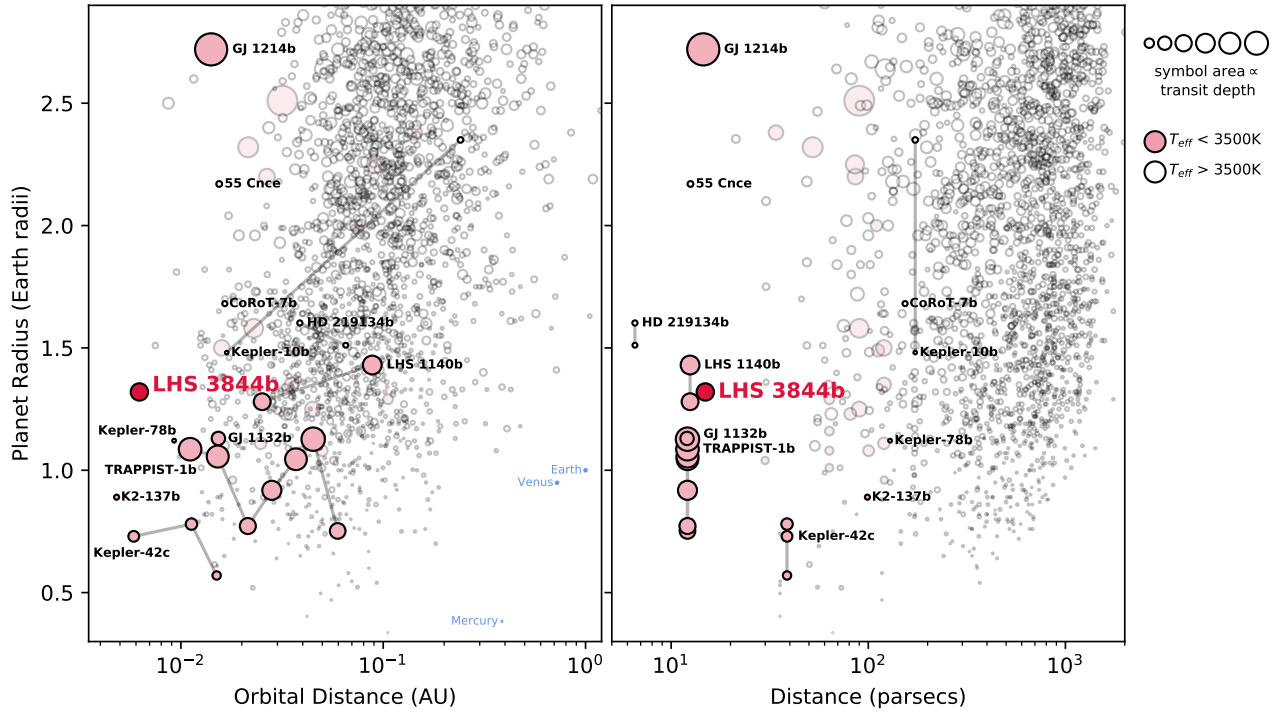 GJ 1214b
55 Cnce
CoRoT-7b
HD 219134b
Kepler-10b
LHS 1140b
LHS 3844b
Kepler-78b
GJ 1132b
TRAPPIST-1b
K2-137b
Kepler-42c
Earth
Venus
Mercury
2.5
2.0
1.5
1.0
0.5
Planet Radius (Earth radii)
10⁻²
10⁻¹
10⁰
Orbital Distance (AU)
GJ 1214b
55 Cnce
CoRoT-7b
HD 219134b
Kepler-10b
LHS 1140b
LHS 3844b
GJ 1132b
TRAPPIST-1b
Kepler-78b
K2-137b
Kepler-42c
10¹
10²
10³
Distance (parsecs)
symbol area ∝
transit depth
T_eff < 3500K
T_eff > 3500K